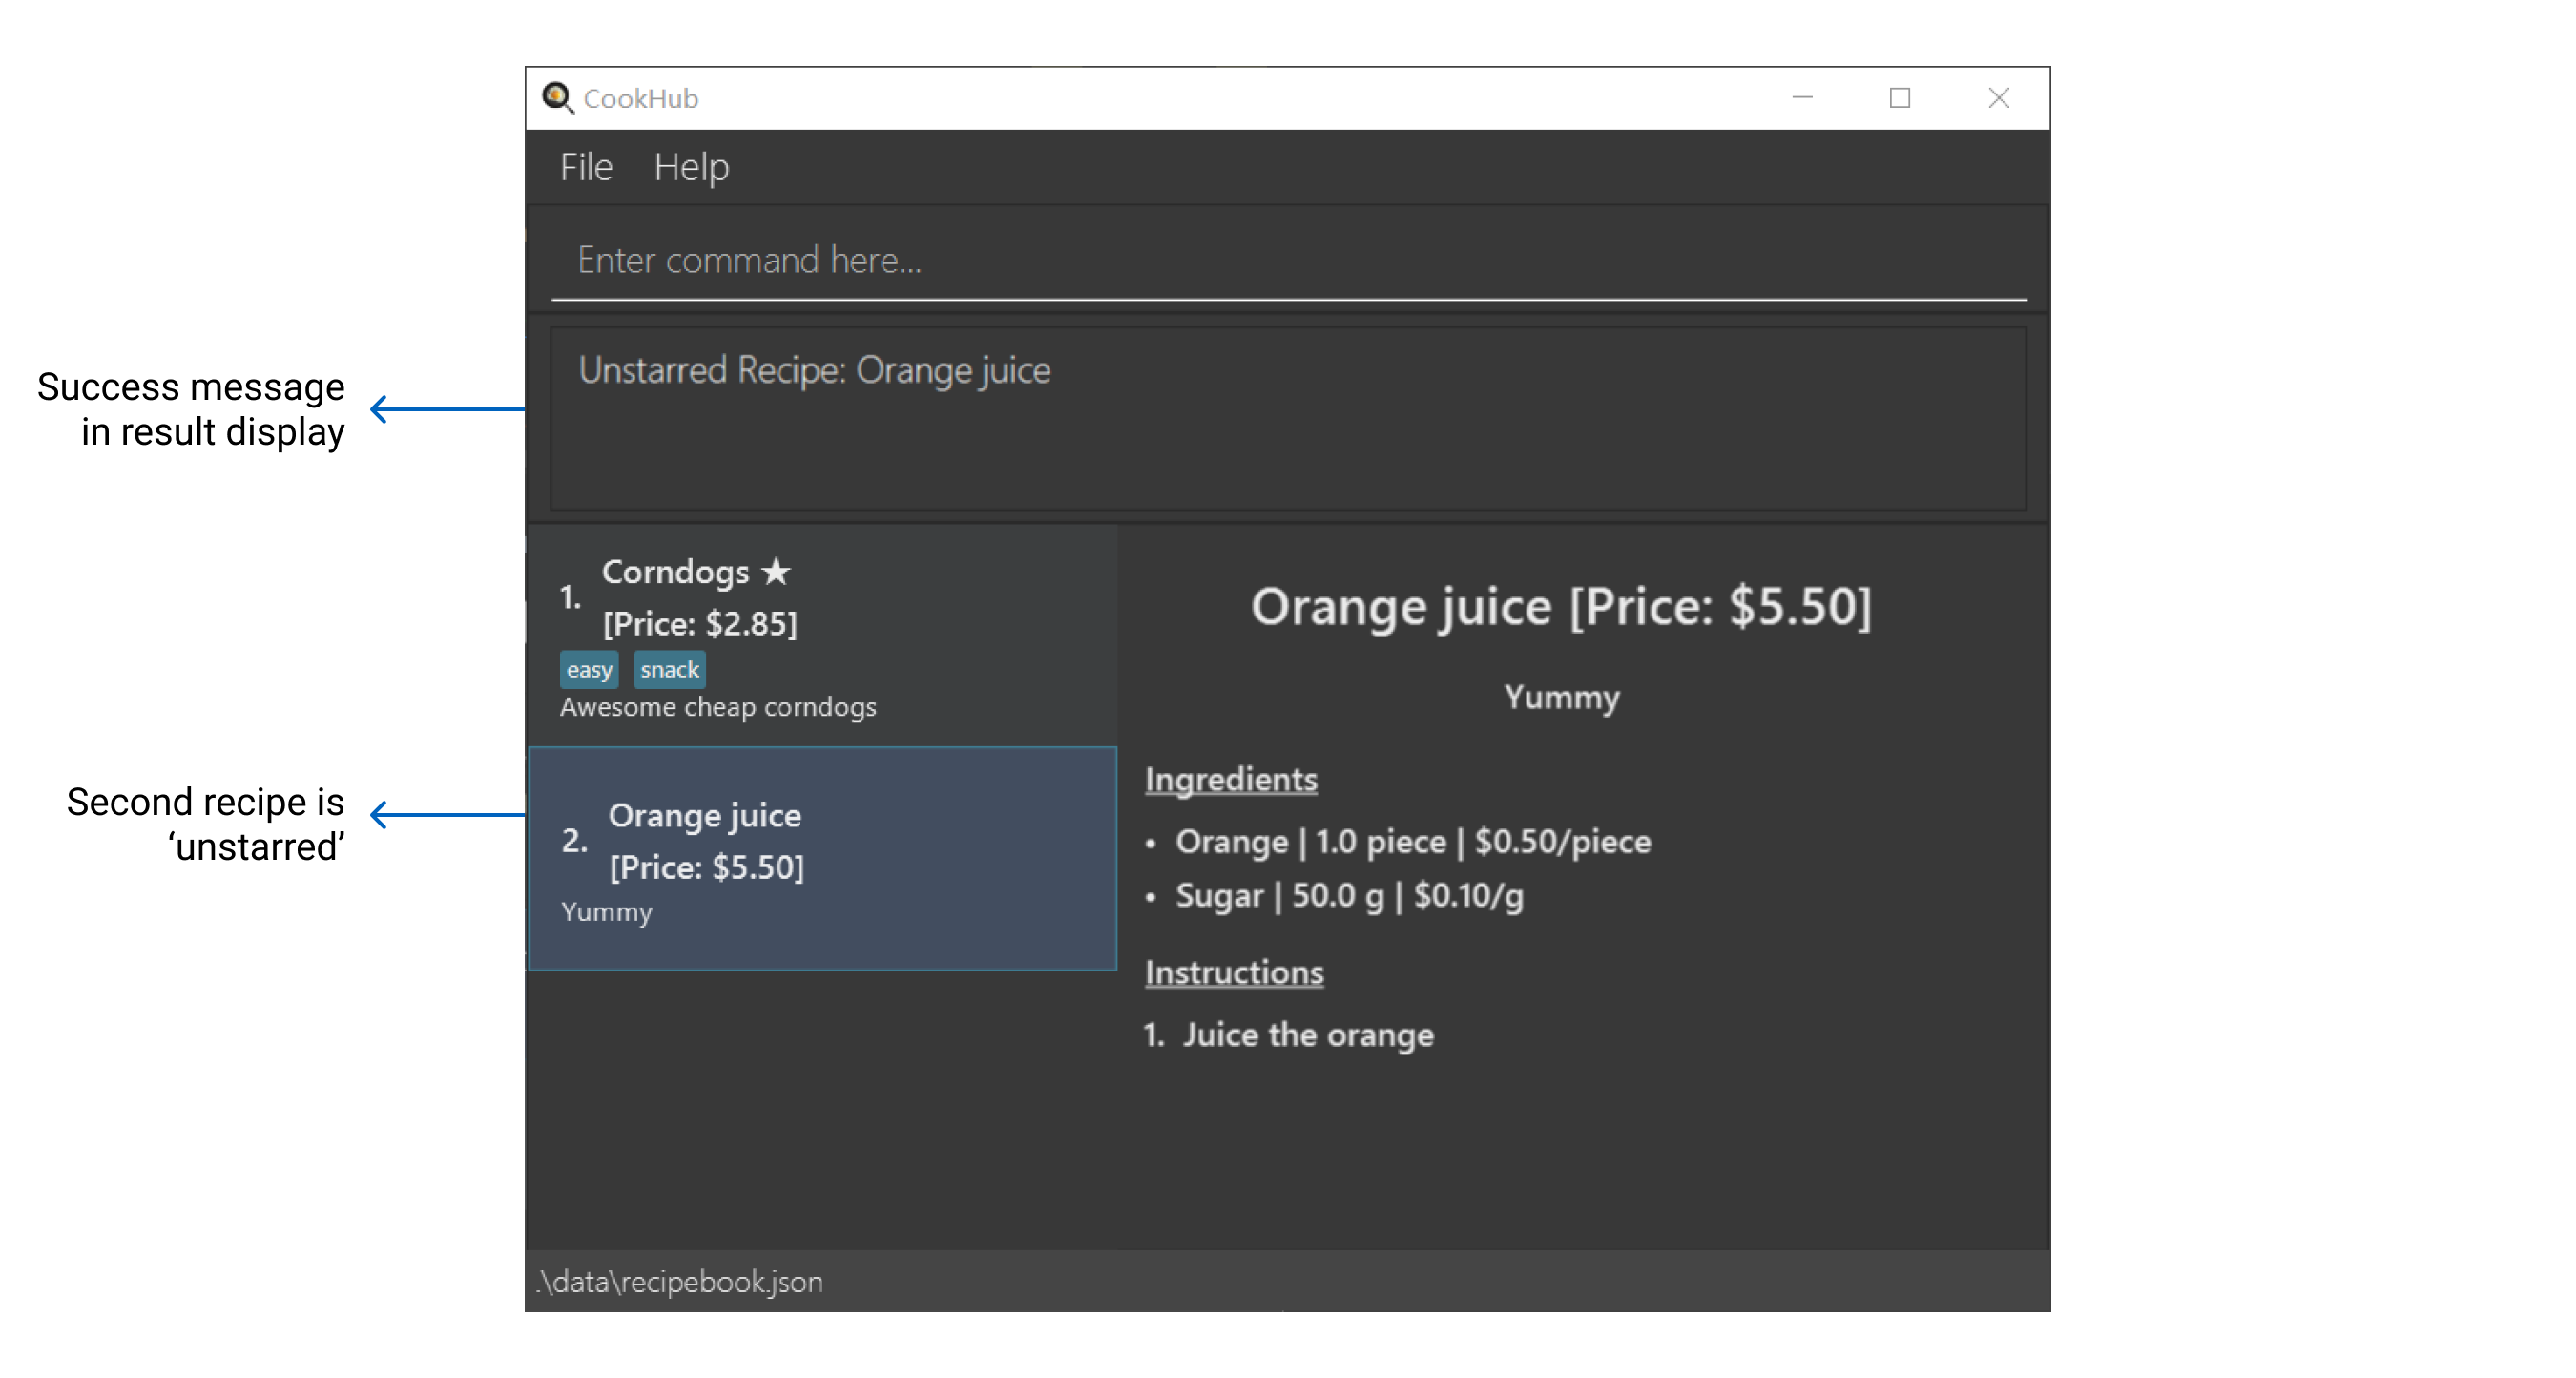 CookHub
File Help
Enter command here...
Success message
in result display
Unstarred Recipe: Orange juice
1. Corndogs ★
[Price: $2.85]
easy snack
Awesome cheap corndogs
Second recipe is
‘unstarred’
2. Orange juice
[Price: $5.50]
Yummy
Orange juice [Price: $5.50]
Yummy
Ingredients
• Orange | 1.0 piece | $0.50/piece
• Sugar | 50.0 g | $0.10/g
Instructions
1. Juice the orange
.\data\recipebook.json